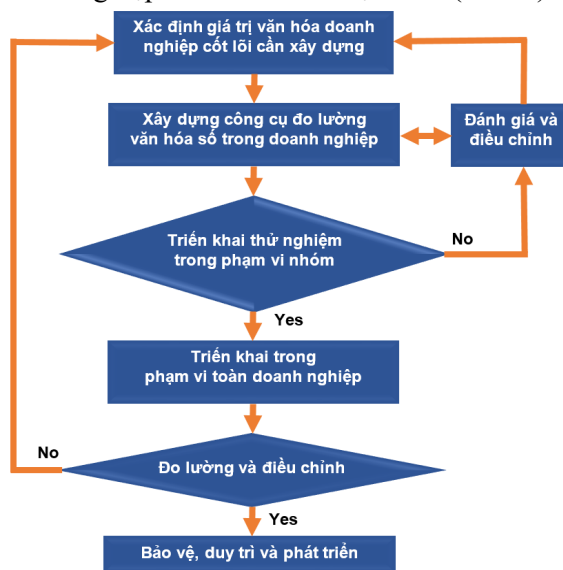 Xác định giá trị văn hóa doanh
nghiệp cốt lõi cần xây dựng
Xây dựng công cụ đo lường
văn hóa số trong doanh nghiệp
Đánh giá và
điều chỉnh
Triến khai thử nghiệm
trong phạm vi nhóm
No
Yes
Triến khai trong
phạm vi toàn doanh nghiệp
No
Đo lường và điều chỉnh
Yes
Bảo vệ, duy trì và phát triển